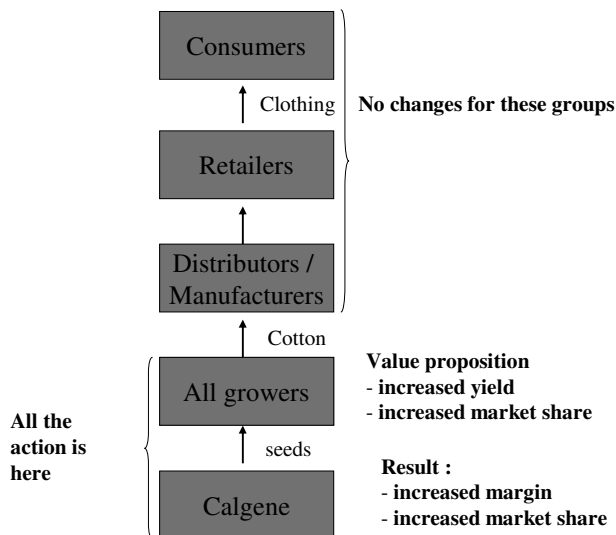 Consumers
Clothing
No changes for these groups
Retailers
Distributors /
Manufacturers
Cotton
Value proposition
- increased yield
- increased market share
All growers
All the
action is
here
seeds
Result :
- increased margin
- increased market share
Calgene